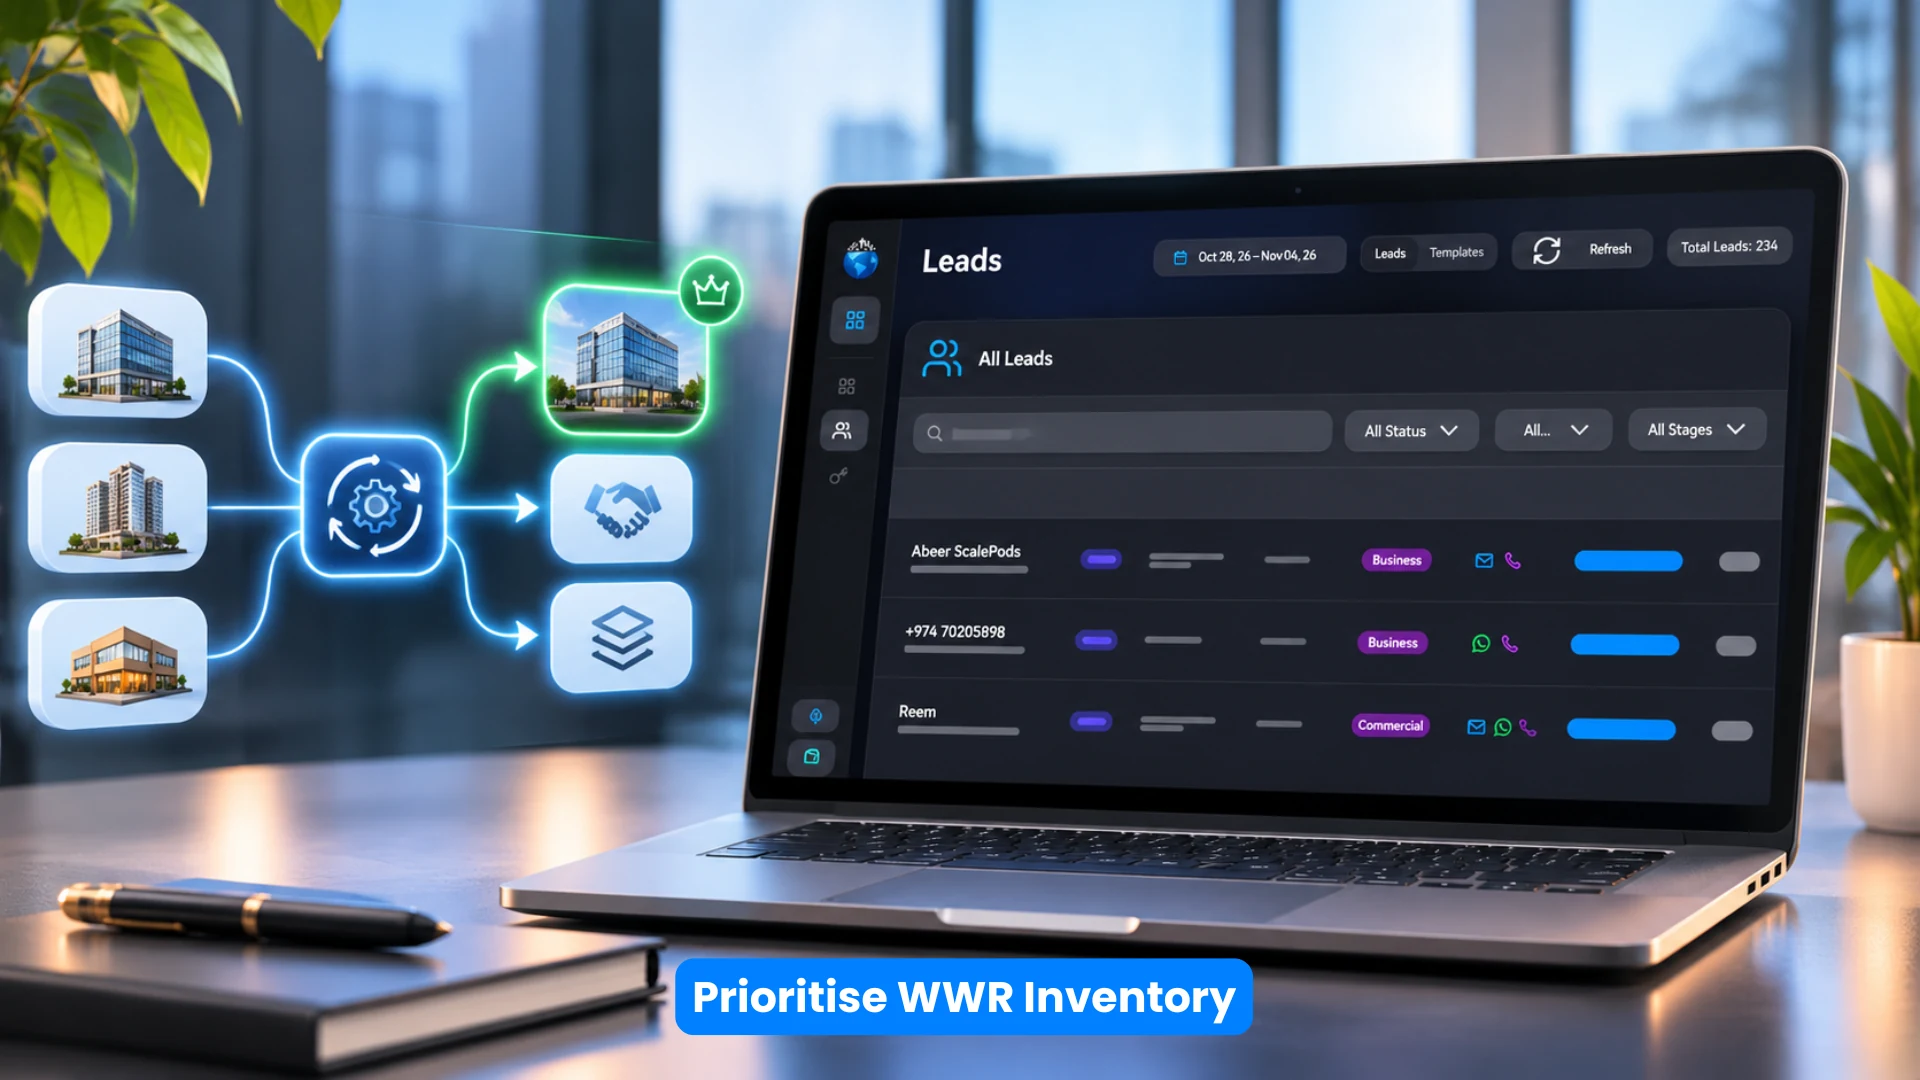 Leads
Oct 28, 26 – Nov 04, 26
Leads
Templates
Refresh
Total Leads: 234
All Leads
All Status
All...
All Stages
Abeer ScalePods
Business
+974 70205898
Business
Reem
Commercial
Prioritise WWR Inventory